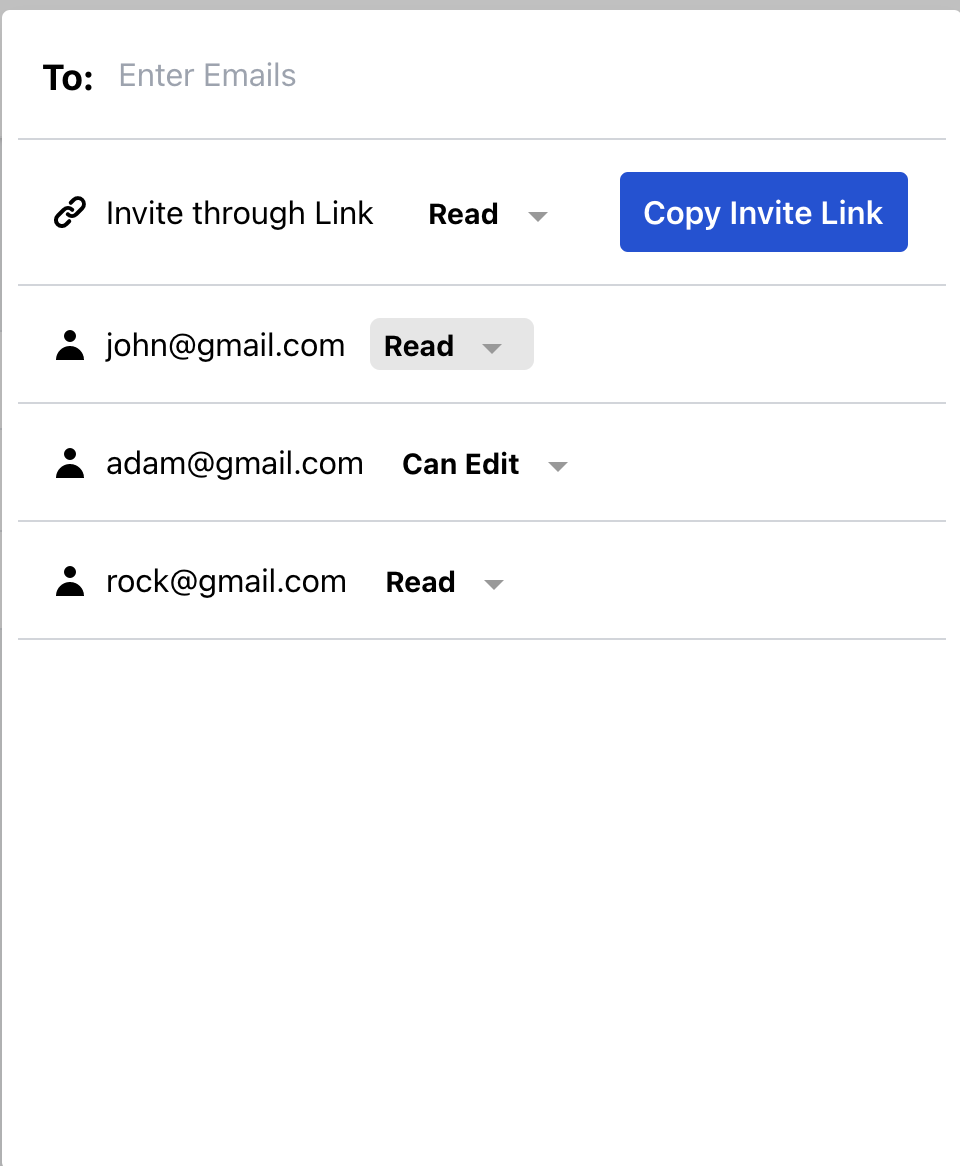 To: Enter Emails
Invite through Link Read Copy Invite Link
john@gmail.com Read
adam@gmail.com Can Edit
rock@gmail.com Read